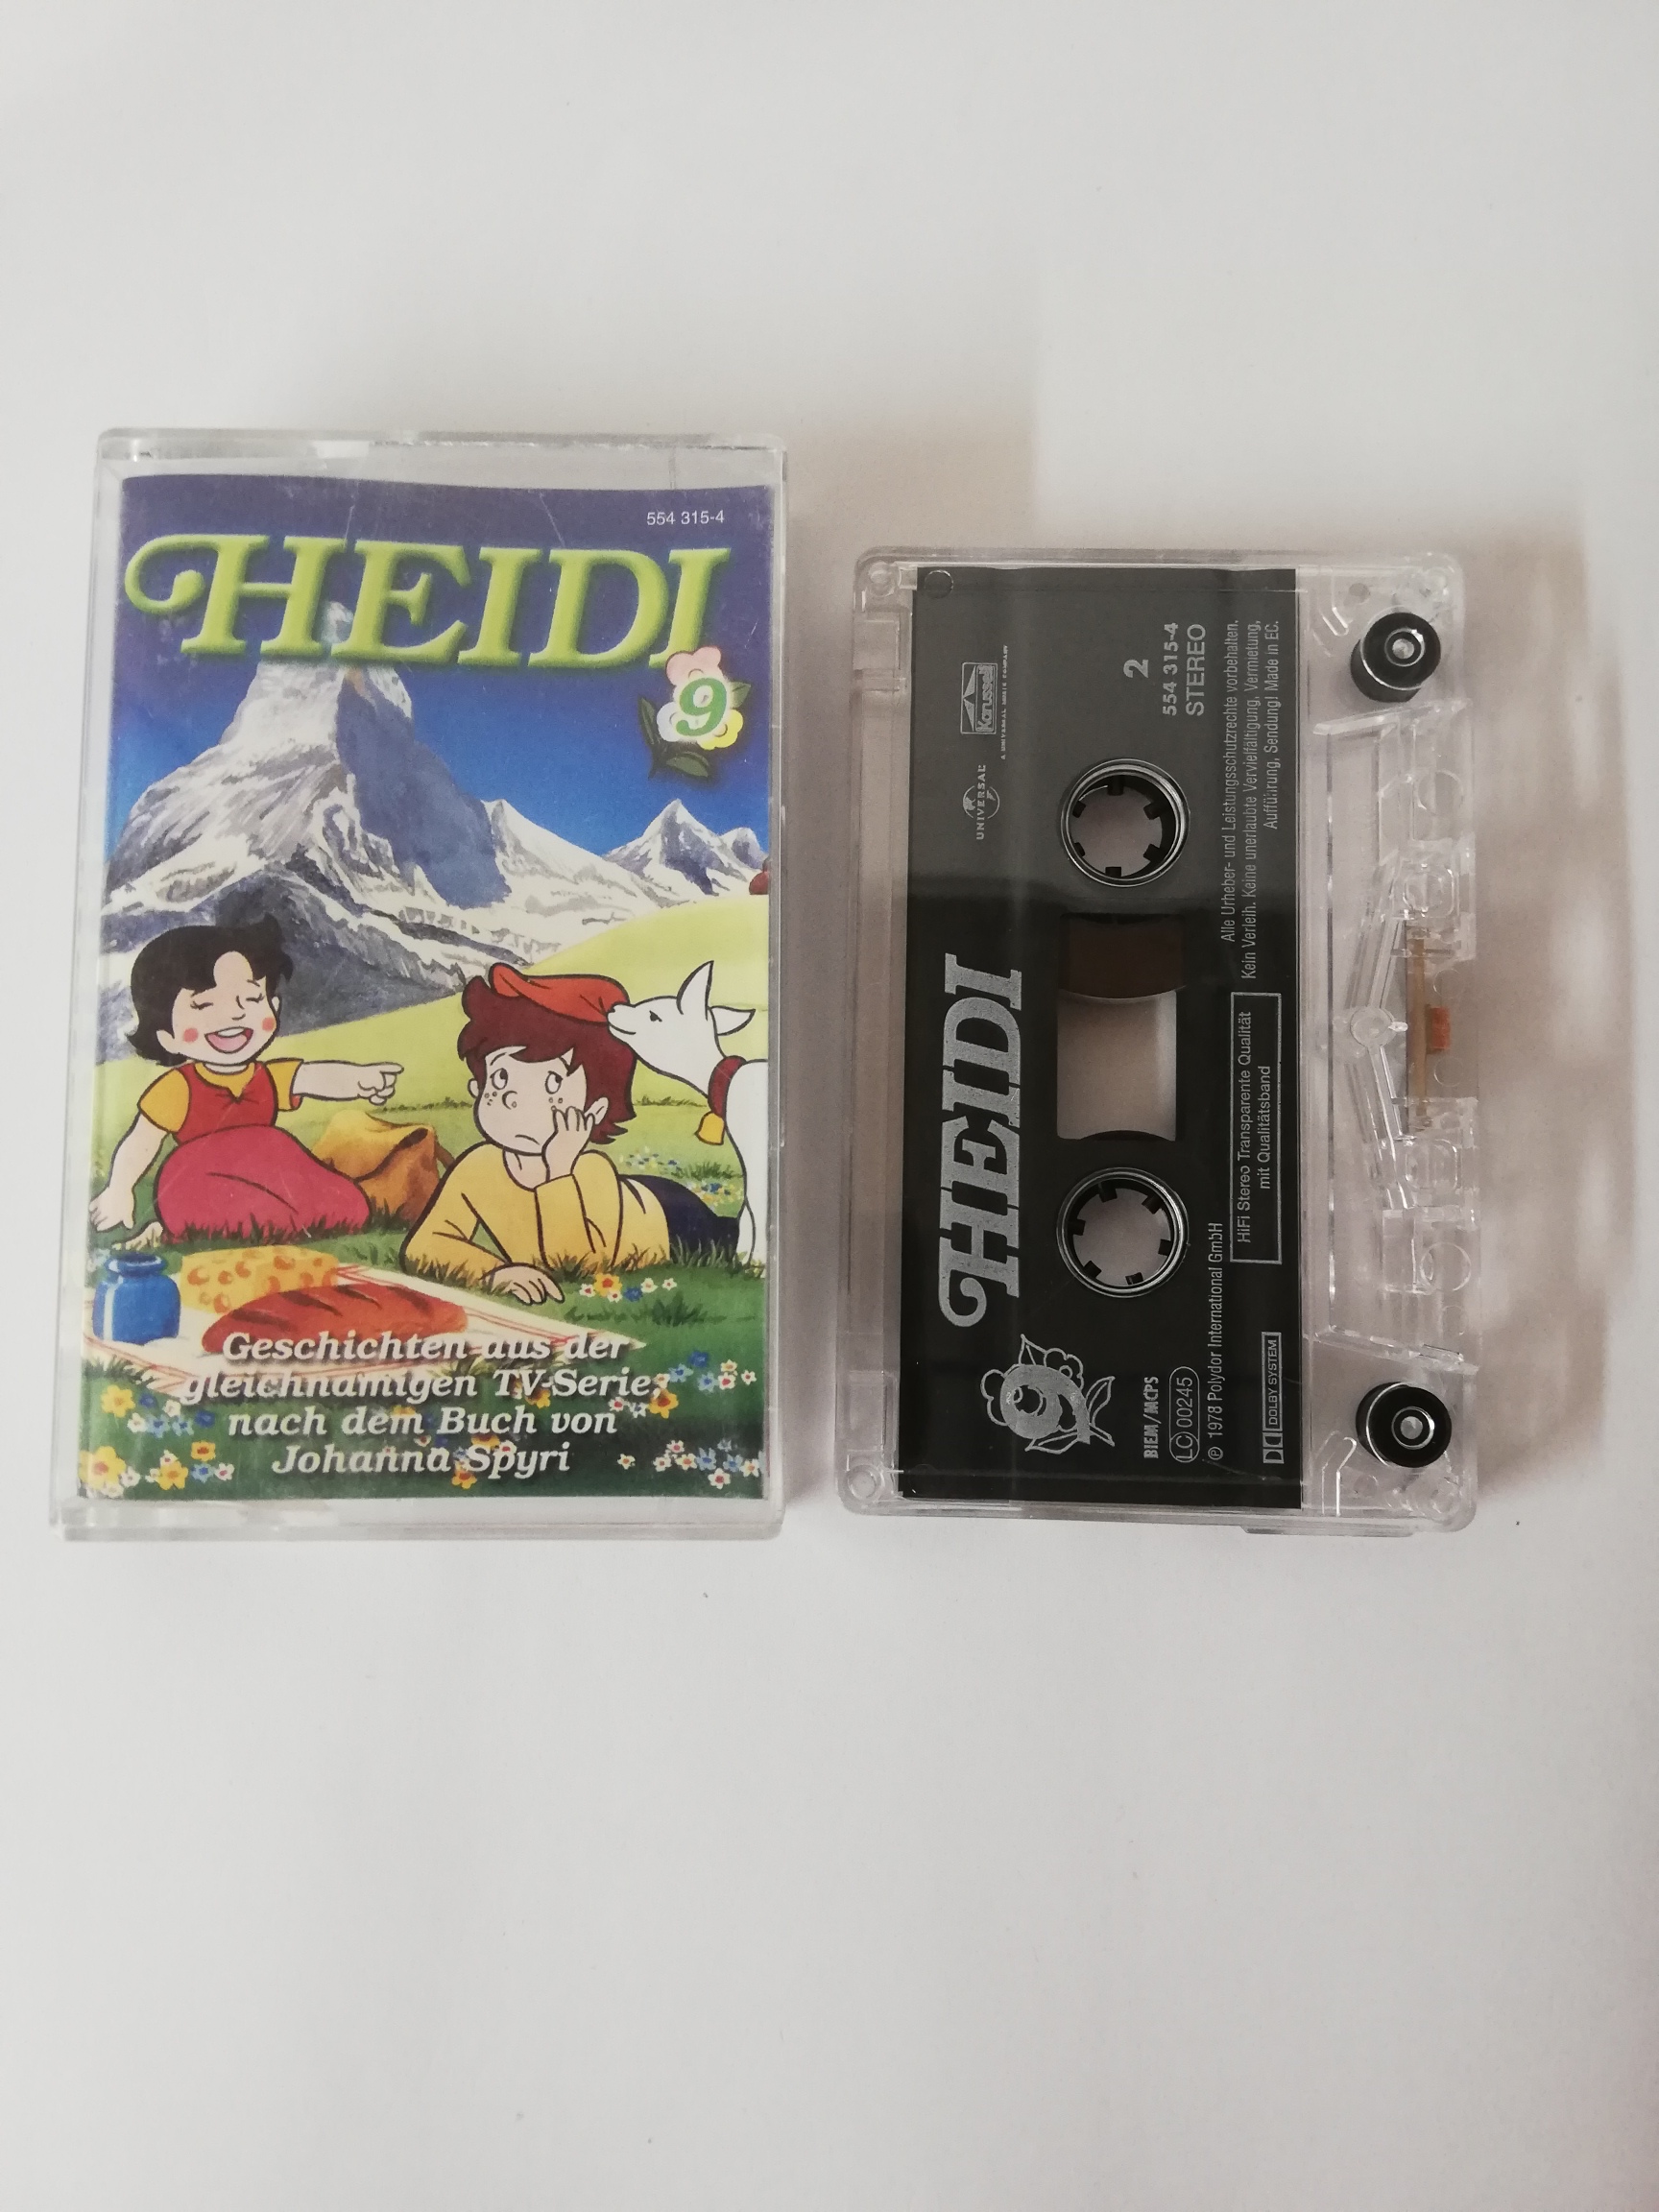 554 315-4
HEIDI
9
Geschichten aus der
gleichnamigen TV-Serie,
nach dem Buch von
Johanna Spyri
HEIDI
9
UNIVERSAL
Karussell
A UNIVERSAL MUSIC COMPANY
2
554 315-4
STEREO
BIEM/MCPS
LC 00245
℗ 1978 Polydor International GmbH
Alle Urheber- und Leistungsschutzrechte vorbehalten.
Kein Verleih. Keine unerlaubte Vervielfältigung, Vermietung,
Aufführung, Sendung! Made in EC.
HiFi Stereo Transparente Qualität
mit Qualitätsband
DOLBY SYSTEM